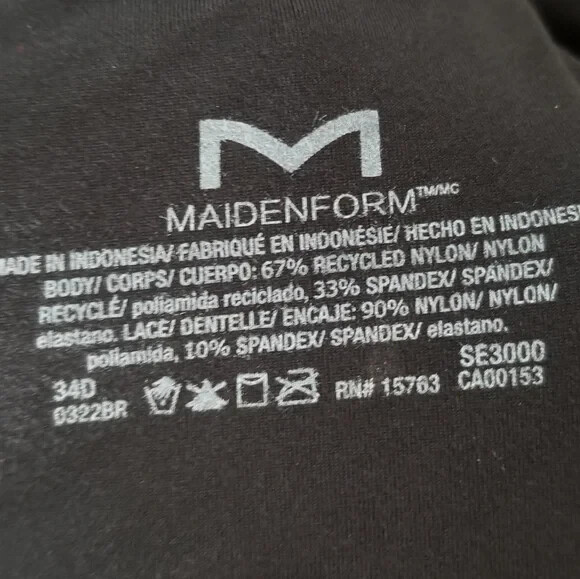 M
MAIDENFORM™/MC
MADE IN INDONESIA/ FABRIQUÉ EN INDONÉSIE/ HECHO EN INDONES
BODY/ CORPS/ CUERPO: 67% RECYCLED NYLON/ NYLON
RECYCLÉ/ poliamida reciclado, 33% SPANDEX/ SPANDEX/
elastano. LACE/ DENTELLE/ ENCAJE: 90% NYLON/ NYLON/
poliamida, 10% SPANDEX/ SPANDEX/ elastano.
34D SE3000
0322BR RN# 15763 CA00153